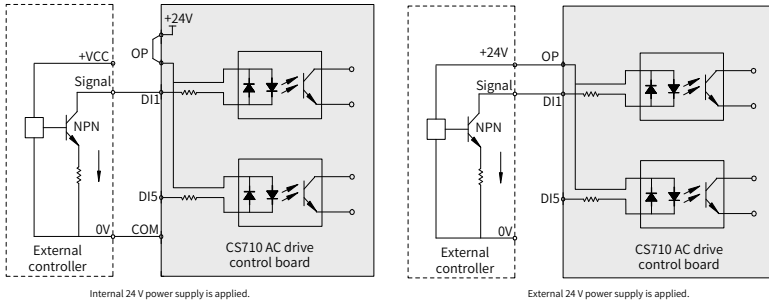 +24V
+VCC
OP
Signal
DI1
NPN
DI5
0V
COM
External
controller
CS710 AC drive
control board
Internal 24 V power supply is applied.
+24V
OP
Signal
DI1
NPN
DI5
0V
External
controller
CS710 AC drive
control board
External 24 V power supply is applied.